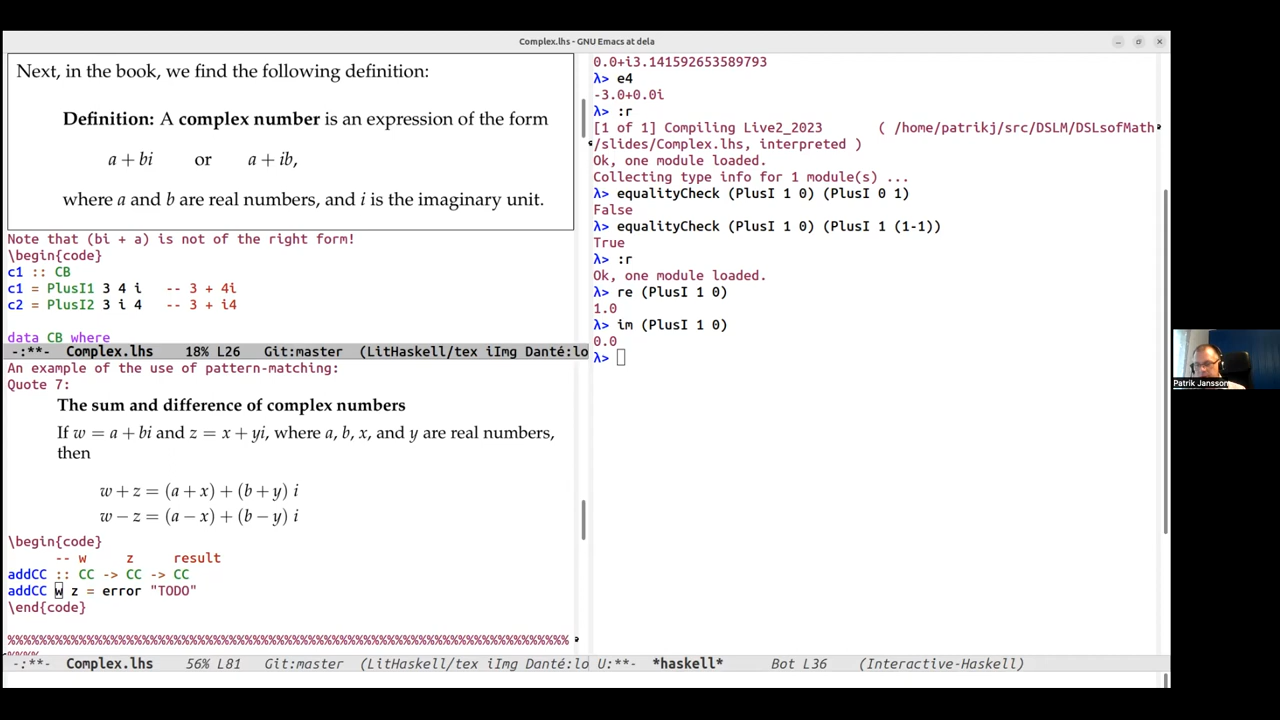 Complex.lhs - GNU Emacs at dela
Next, in the book, we find the following definition:
Definition: A complex number is an expression of the form
a + bi or a + ib,
where a and b are real numbers, and i is the imaginary unit.
Note that (bi + a) is not of the right form!
\begin{code}
c1 :: CB
c1 = PlusI1 3 4 i -- 3 + 4i
c2 = PlusI2 3 i 4 -- 3 + i4
data CB where
-:**- Complex.lhs 18% L26 Git:master (LitHaskell/tex iImg Danté:lo
An example of the use of pattern-matching:
Quote 7:
The sum and difference of complex numbers
If w = a + bi and z = x + yi, where a, b, x, and y are real numbers,
then
w + z = (a + x) + (b + y) i
w − z = (a − x) + (b − y) i
\begin{code}
-- w z result
addCC :: CC -> CC -> CC
addCC w z = error "TODO"
\end{code}
%%%%%%%%%%%%%%%%%%%%%%%%%%%%%%%%%%%%%%%%%%%%%%%%%%%%%%%%%%%%%%%%%%%%%%%%
%%%%
-:**- Complex.lhs 56% L81 Git:master (LitHaskell/tex iImg Danté:lo
0.0+i3.141592653589793
λ> e4
-3.0+0.0i
λ> :r
[1 of 1] Compiling Live2_2023 ( /home/patrikj/src/DSLM/DSLsofMath
/slides/Complex.lhs, interpreted )
Ok, one module loaded.
Collecting type info for 1 module(s) ...
λ> equalityCheck (PlusI 1 0) (PlusI 0 1)
False
λ> equalityCheck (PlusI 1 0) (PlusI 1 (1-1))
True
λ> :r
Ok, one module loaded.
λ> re (PlusI 1 0)
1.0
λ> im (PlusI 1 0)
0.0
λ>
U:**- *haskell* Bot L36 (Interactive-Haskell)
Patrik Jansson